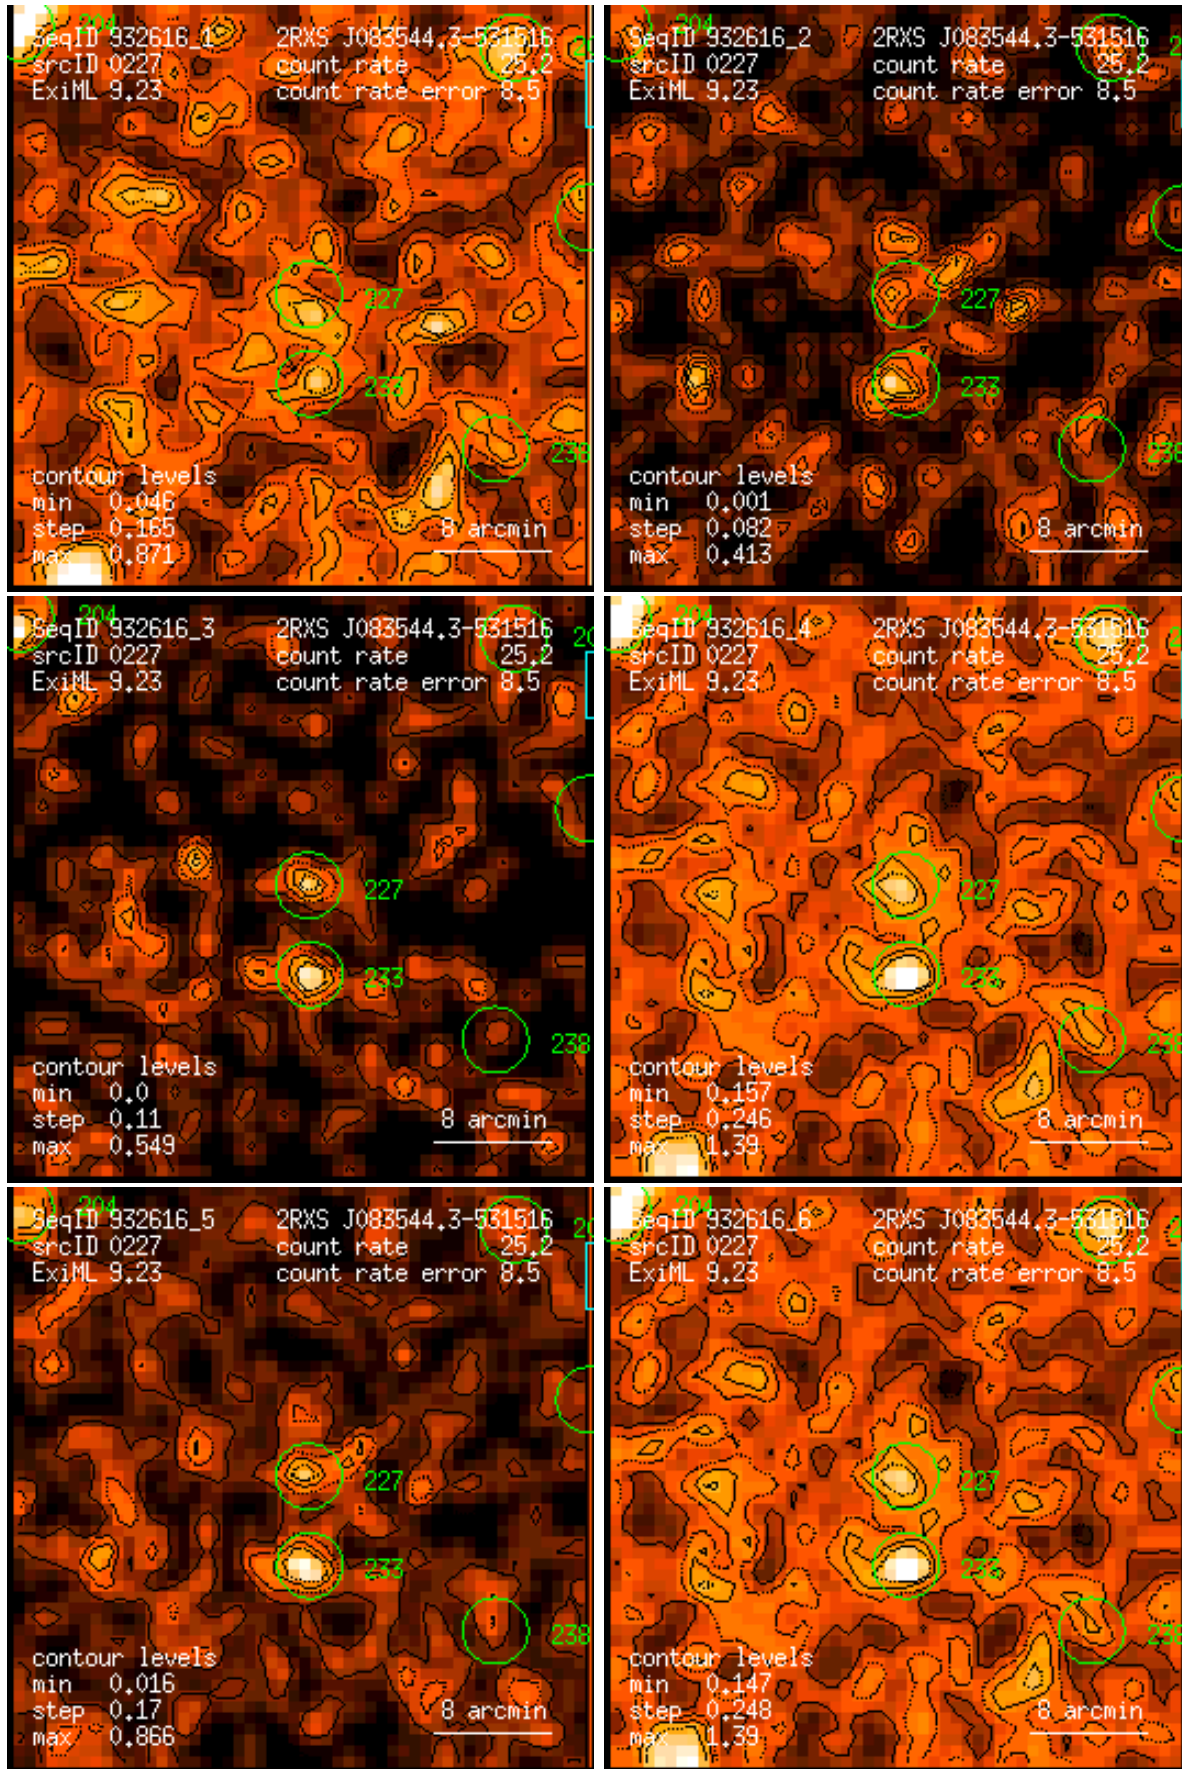 204
SeqID 932616_1 2RXS J083544.3-531516
srcID 0227 count rate 25.2
ExiML 9.23 count rate error 8.5
227
233
238
contour levels
min 0.046
step 0.165 8 arcmin
max 0.871
204
SeqID 932616_2 2RXS J083544.3-531516
srcID 0227 count rate 25.2
ExiML 9.23 count rate error 8.5
227
233
238
contour levels
min 0.001
step 0.082 8 arcmin
max 0.413
204
SeqID 932616_3 2RXS J083544.3-531516
srcID 0227 count rate 25.2
ExiML 9.23 count rate error 8.5
227
233
238
contour levels
min 0.0
step 0.11 8 arcmin
max 0.549
204
SeqID 932616_4 2RXS J083544.3-531516
srcID 0227 count rate 25.2
ExiML 9.23 count rate error 8.5
227
233
238
contour levels
min 0.157
step 0.246 8 arcmin
max 1.39
204
SeqID 932616_5 2RXS J083544.3-531516
srcID 0227 count rate 25.2
ExiML 9.23 count rate error 8.5
227
233
238
contour levels
min 0.016
step 0.17 8 arcmin
max 0.866
204
SeqID 932616_6 2RXS J083544.3-531516
srcID 0227 count rate 25.2
ExiML 9.23 count rate error 8.5
227
233
238
contour levels
min 0.147
step 0.248 8 arcmin
max 1.39